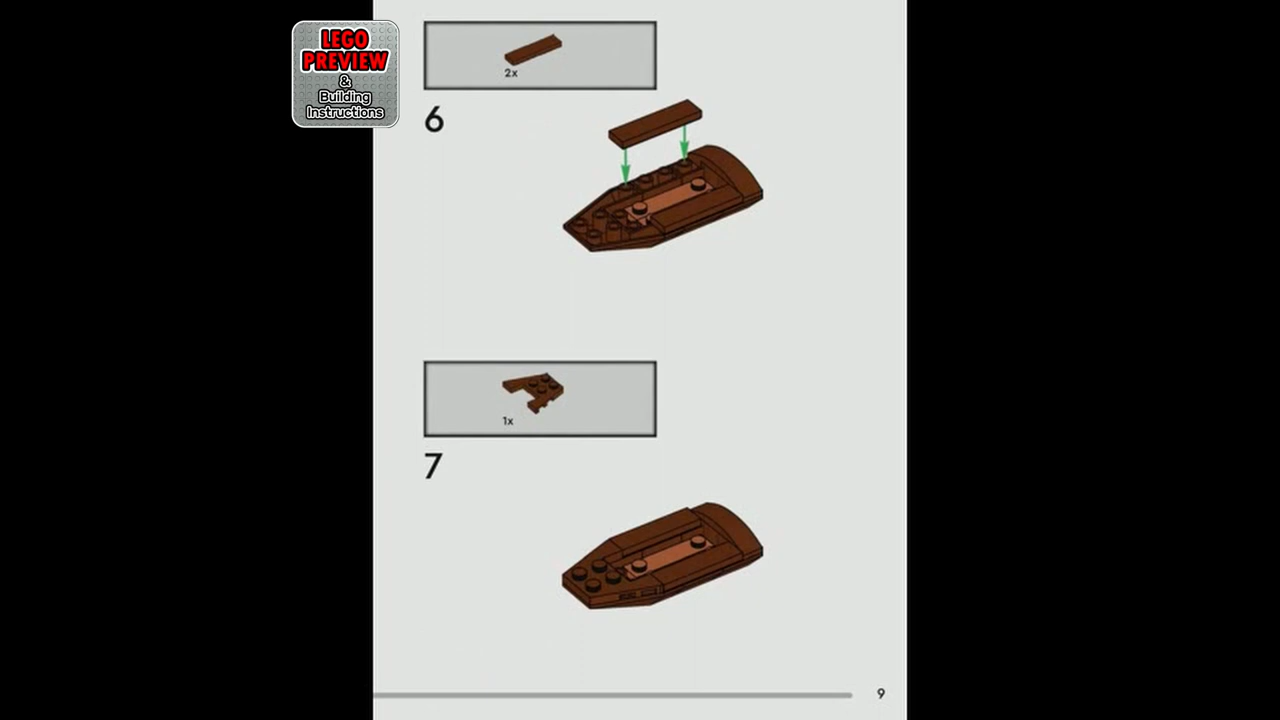 LEGO
PREVIEW
&
Building
Instructions
2x
6
1x
7
9